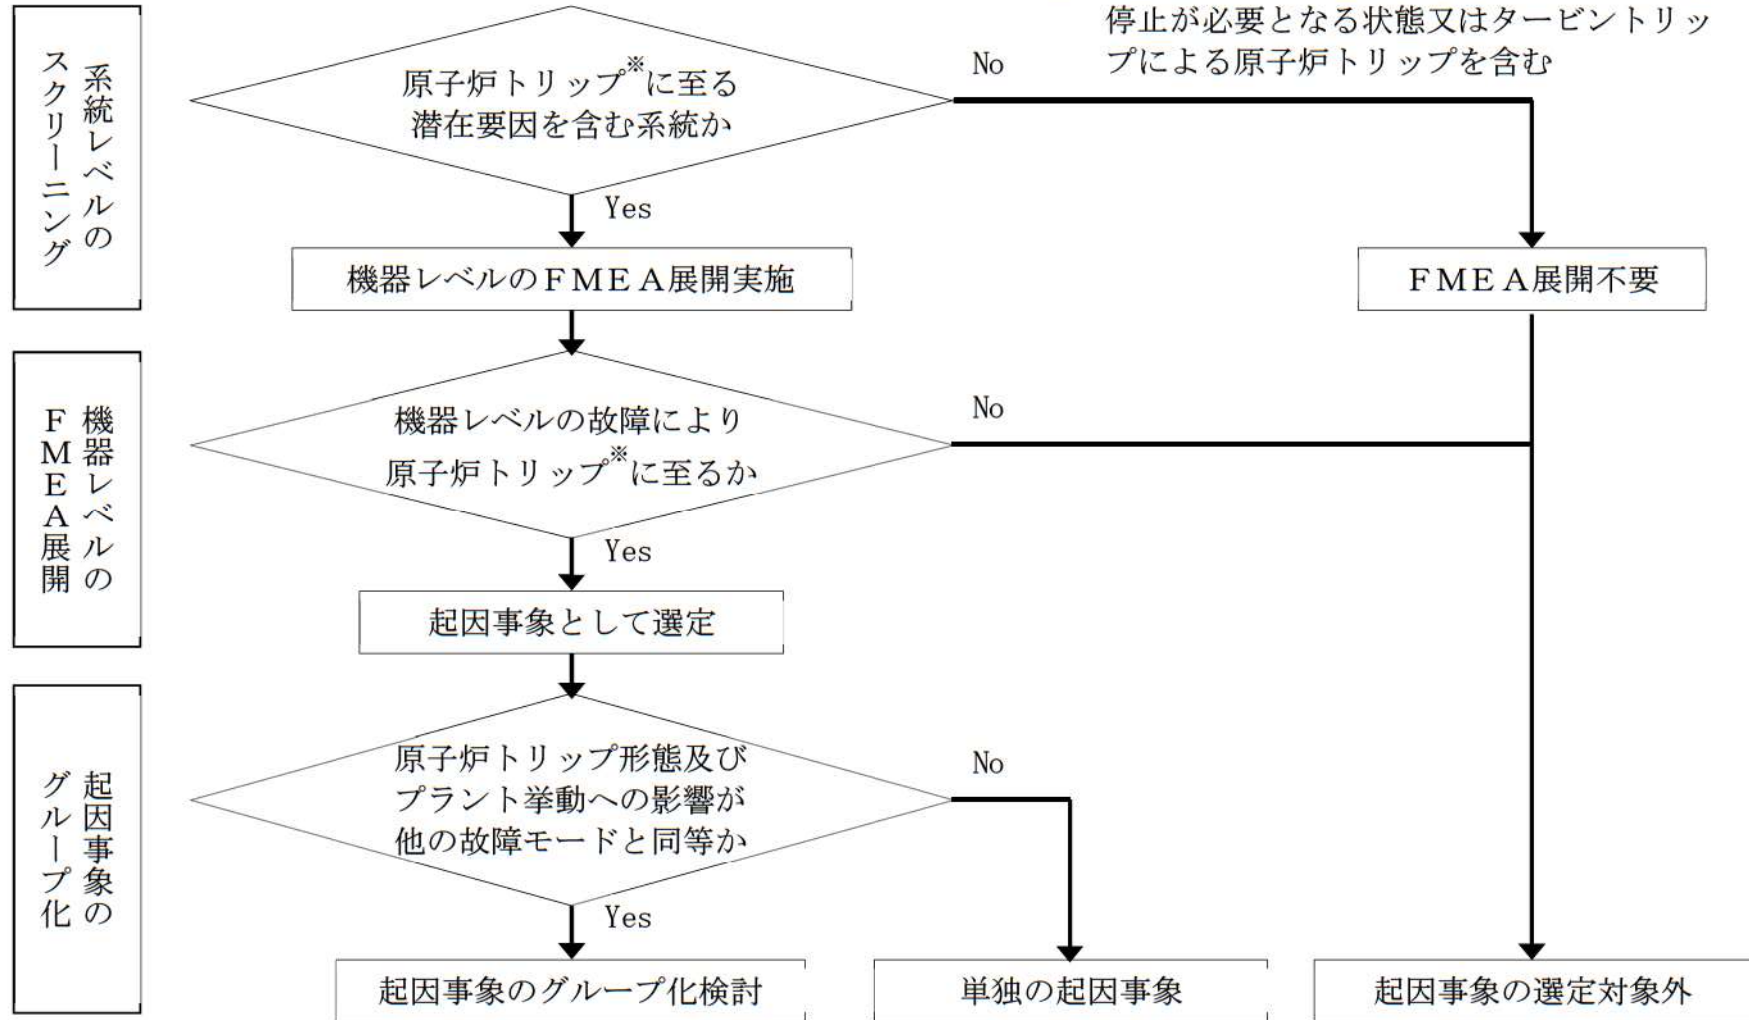 停止が必要となる状態又はタービントリッ
プによる原子炉トリップを含む
系統レベルの
スクリーニング
原子炉トリップ※に至る
潜在要因を含む系統か
No
Yes
機器レベルのＦＭＥＡ展開実施
ＦＭＥＡ展開不要
機器レベルの
ＦＭＥＡ展開
機器レベルの故障により
原子炉トリップ※に至るか
No
Yes
起因事象として選定
起因事象の
グループ化
原子炉トリップ形態及び
プラント挙動への影響が
他の故障モードと同等か
No
Yes
起因事象のグループ化検討
単独の起因事象
起因事象の選定対象外